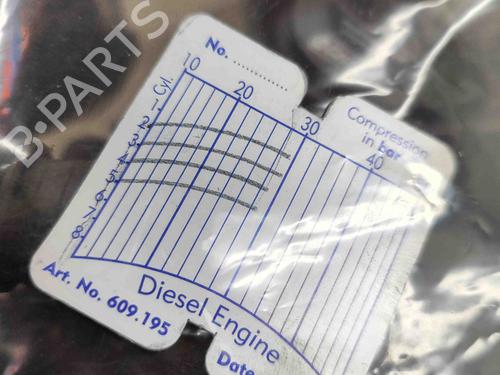 No. ............
10
20
30
40
Cyl.
1
2
3
4
5
6
7
8
Compression
in bar
Diesel Engine
Art. No. 609.195
Date
B-PARTS